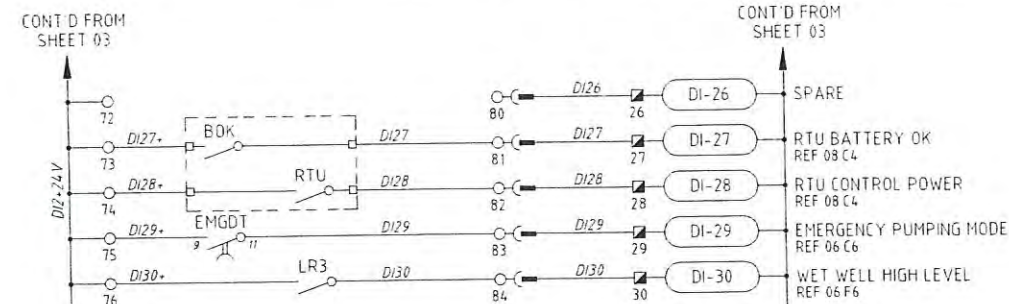 CONT'D FROM
SHEET 03
CONT'D FROM
SHEET 03
DI2+24V
72
80
DI26
26
DI-26
SPARE
73
DI27+
BOK
DI27
81
DI27
27
DI-27
RTU BATTERY OK
REF 08 C4
74
DI28+
RTU
DI28
82
DI28
28
DI-28
RTU CONTROL POWER
REF 08 C4
75
DI29+
EMGDT
9
11
DI29
83
DI29
29
DI-29
EMERGENCY PUMPING MODE
REF 06 C6
76
DI30+
LR3
DI30
84
DI30
30
DI-30
WET WELL HIGH LEVEL
REF 06 F6